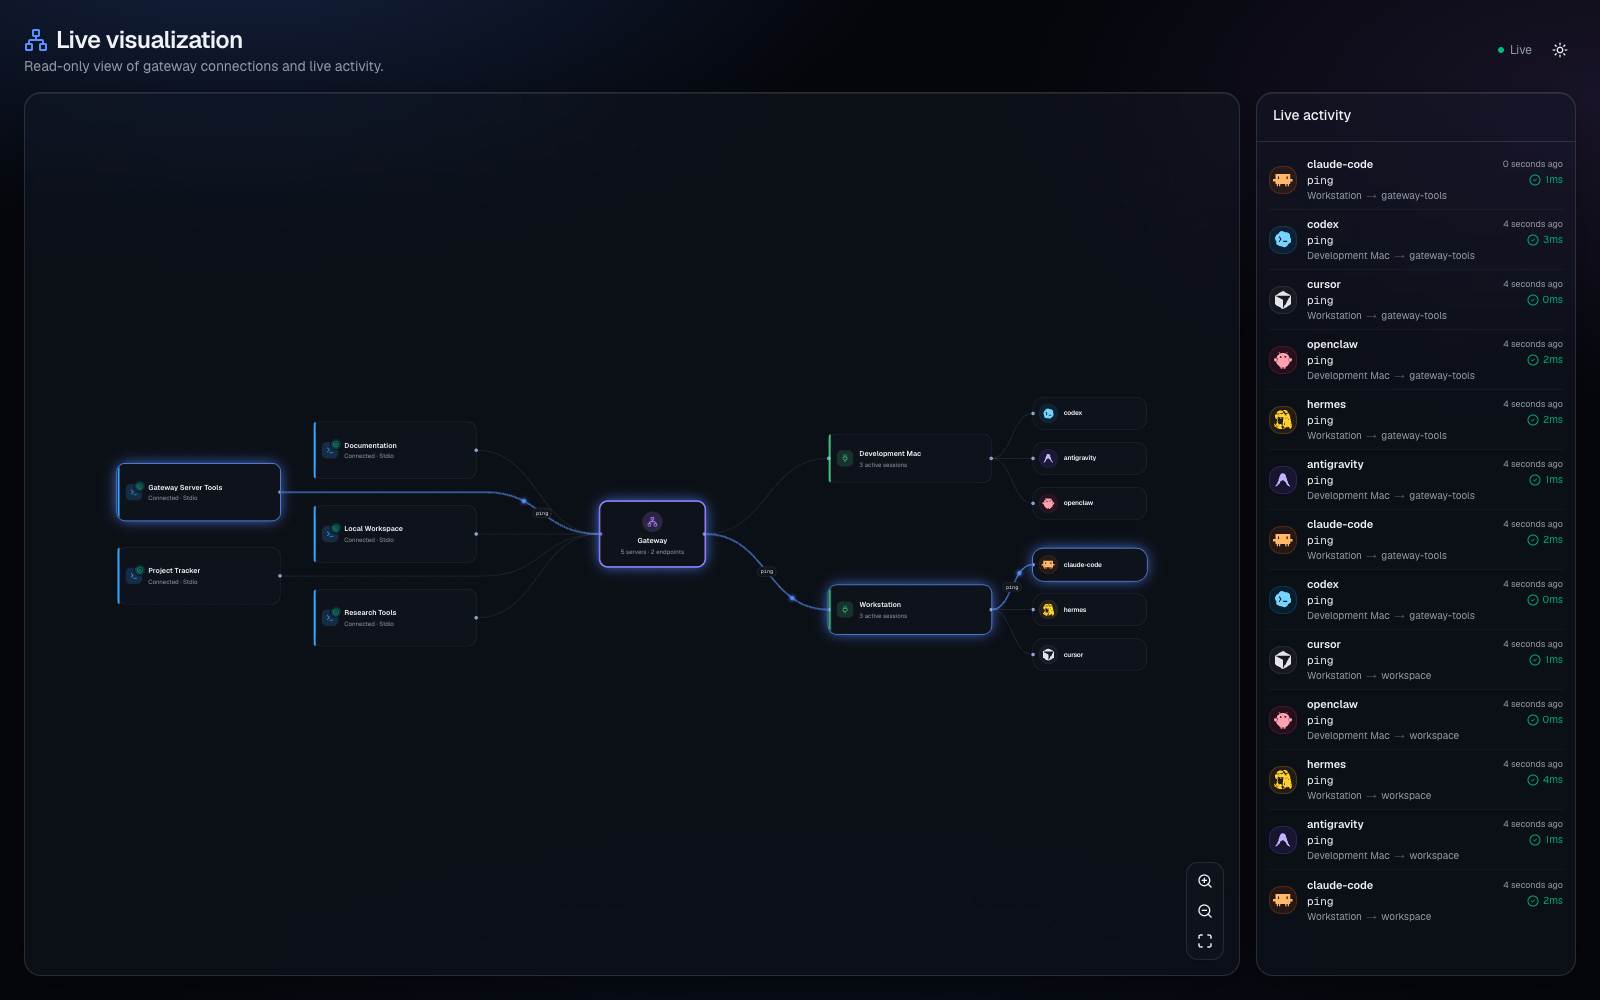 Live visualization
Read-only view of gateway connections and live activity.
Live
Documentation
Connected · Stdio
Gateway Server Tools
Connected · Stdio
Local Workspace
Connected · Stdio
Project Tracker
Connected · Stdio
Research Tools
Connected · Stdio
ping
Gateway
5 servers · 2 endpoints
ping
Development Mac
3 active sessions
Workstation
3 active sessions
ping
codex
antigravity
openclaw
claude-code
hermes
cursor
Live activity
claude-code 0 seconds ago
ping 1ms
Workstation → gateway-tools
codex 4 seconds ago
ping 3ms
Development Mac → gateway-tools
cursor 4 seconds ago
ping 0ms
Workstation → gateway-tools
openclaw 4 seconds ago
ping 2ms
Development Mac → gateway-tools
hermes 4 seconds ago
ping 2ms
Workstation → gateway-tools
antigravity 4 seconds ago
ping 1ms
Development Mac → gateway-tools
claude-code 4 seconds ago
ping 2ms
Workstation → gateway-tools
codex 4 seconds ago
ping 0ms
Development Mac → gateway-tools
cursor 4 seconds ago
ping 1ms
Workstation → workspace
openclaw 4 seconds ago
ping 0ms
Development Mac → workspace
hermes 4 seconds ago
ping 4ms
Workstation → workspace
antigravity 4 seconds ago
ping 1ms
Development Mac → workspace
claude-code 4 seconds ago
ping 2ms
Workstation → workspace